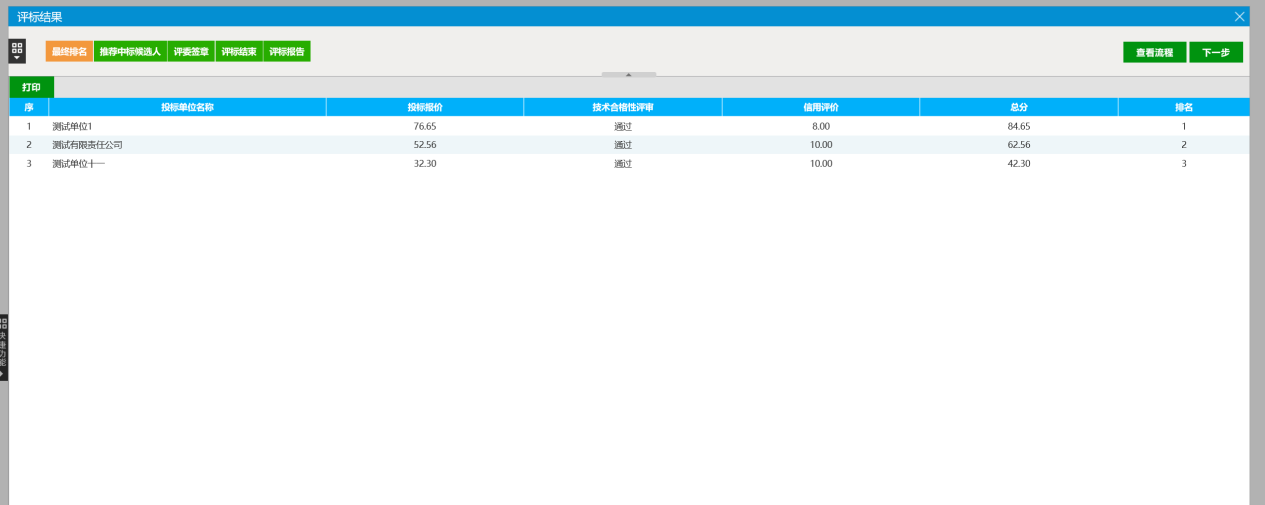 评标结果
最终排名 推荐中标候选人 评委签章 评标结束 评标报告 查看流程 下一步
打印
序 投标单位名称 投标报价 技术合格性评审 信用评价 总分 排名
1 测试单位1 76.65 通过 8.00 84.65 1
2 测试有限责任公司 52.56 通过 10.00 62.56 2
3 测试单位十一 32.30 通过 10.00 42.30 3
快捷功能